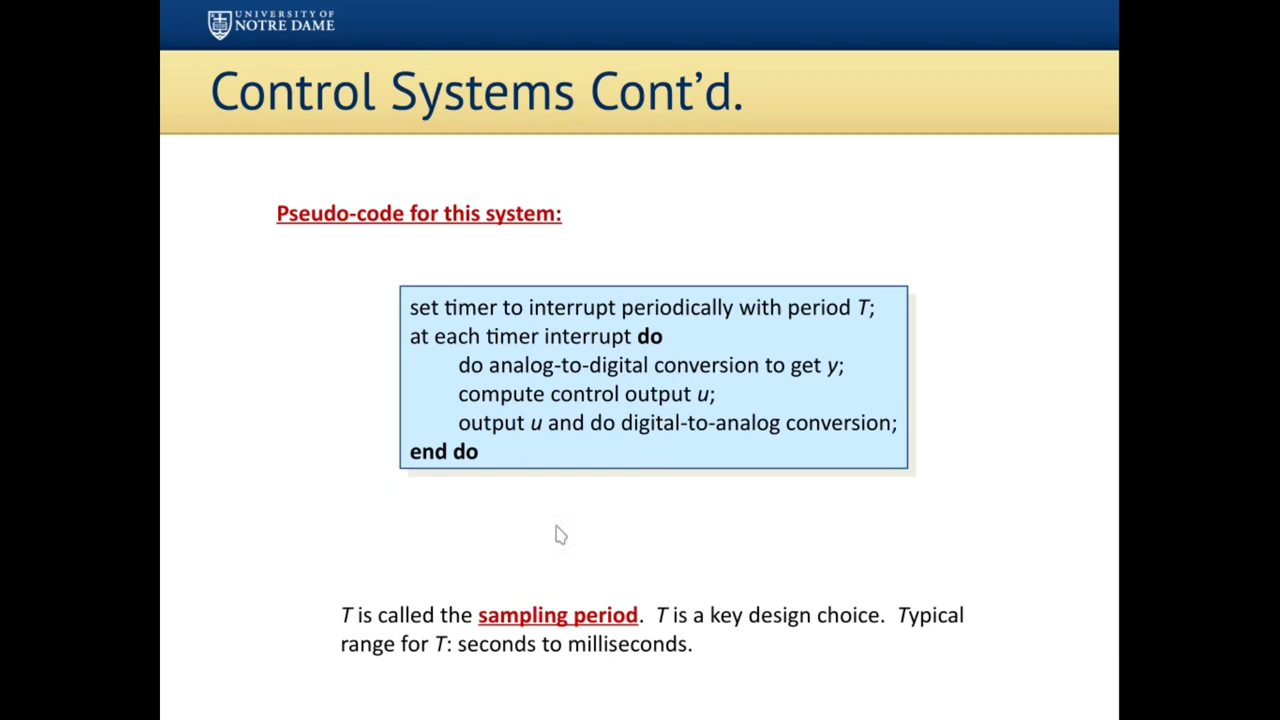 UNIVERSITY OF
NOTRE DAME
Control Systems Cont’d.
Pseudo-code for this system:
set timer to interrupt periodically with period T;
at each timer interrupt do
do analog-to-digital conversion to get y;
compute control output u;
output u and do digital-to-analog conversion;
end do
T is called the sampling period. T is a key design choice. Typical
range for T: seconds to milliseconds.